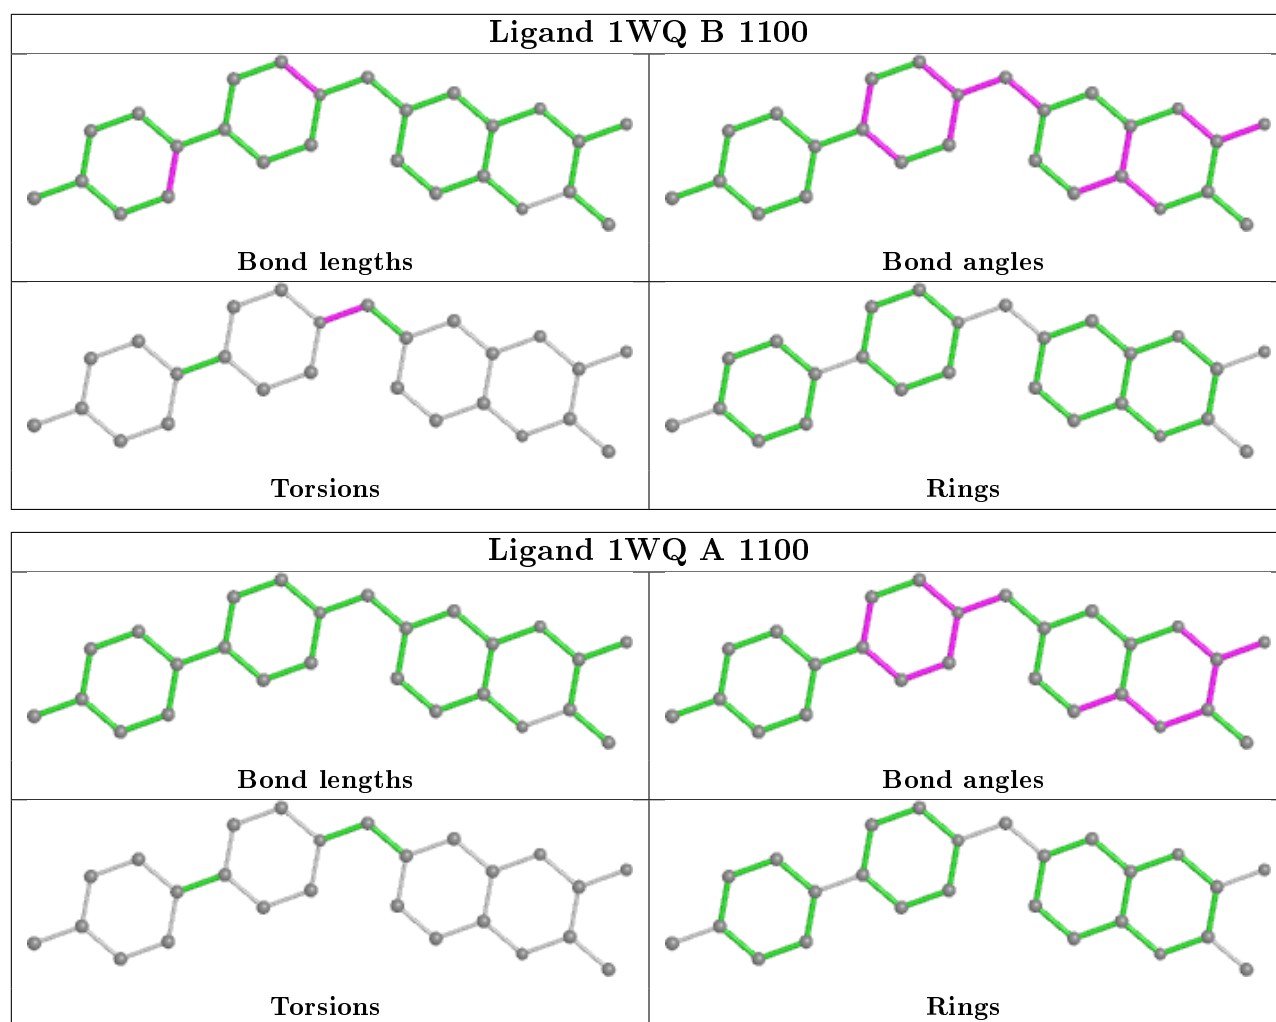 Ligand 1WQ B 1100
Bond lengths
Bond angles
Torsions
Rings
Ligand 1WQ A 1100
Bond lengths
Bond angles
Torsions
Rings